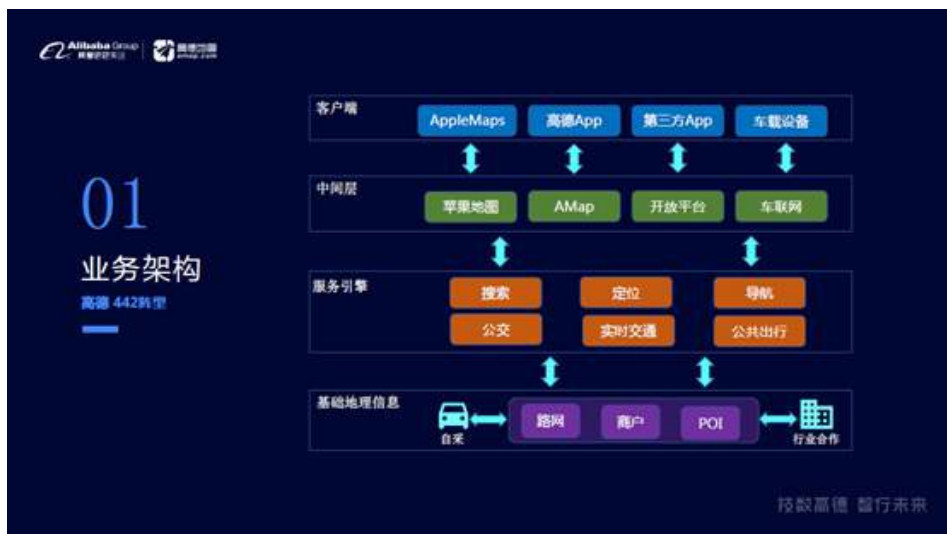 Alibaba Group
阿里巴巴集团
高德地图
amap.com
01
业务架构
高德 442阵型
客户端
AppleMaps 高德App 第三方App 车载设备
中间层
苹果地图 AMap 开放平台 车联网
服务引擎
搜索 定位 导航
公交 实时交通 公共出行
基础地理信息
路网 商户 POI
自采 行业合作
技数高德 智行未来